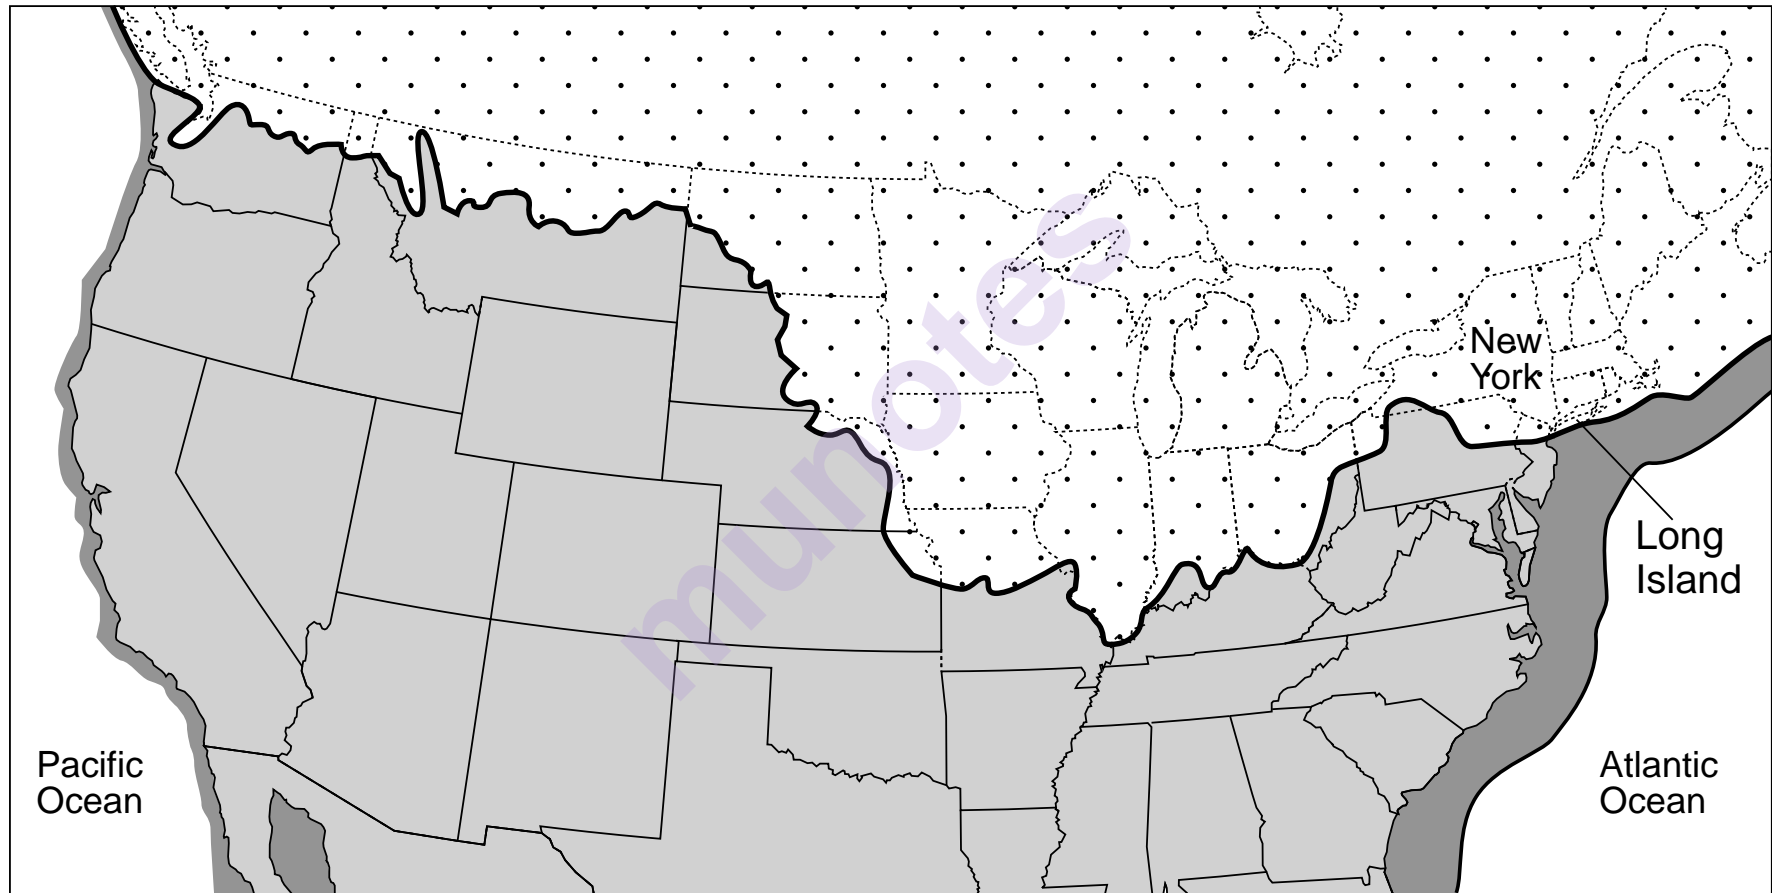 New
York
Long
Island
Pacific
Ocean
Atlantic
Ocean
munotes